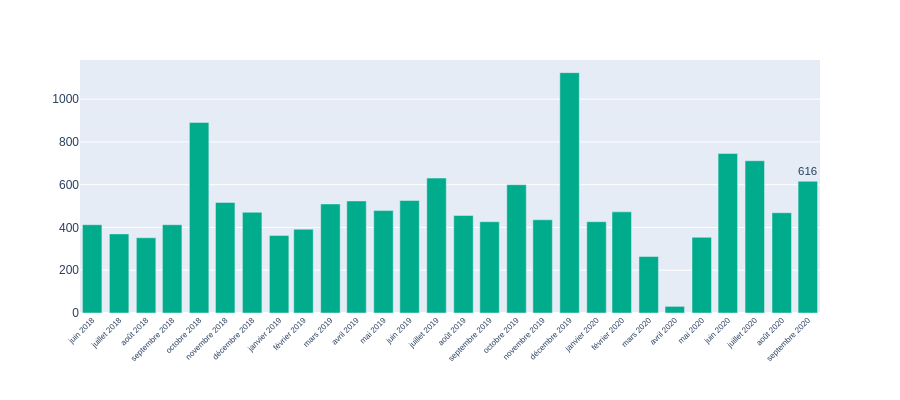 1000
800
600
400
200
0
616
juin 2018
juillet 2018
août 2018
septembre 2018
octobre 2018
novembre 2018
décembre 2018
janvier 2019
février 2019
mars 2019
avril 2019
mai 2019
juin 2019
juillet 2019
août 2019
septembre 2019
octobre 2019
novembre 2019
décembre 2019
janvier 2020
février 2020
mars 2020
avril 2020
mai 2020
juin 2020
juillet 2020
août 2020
septembre 2020